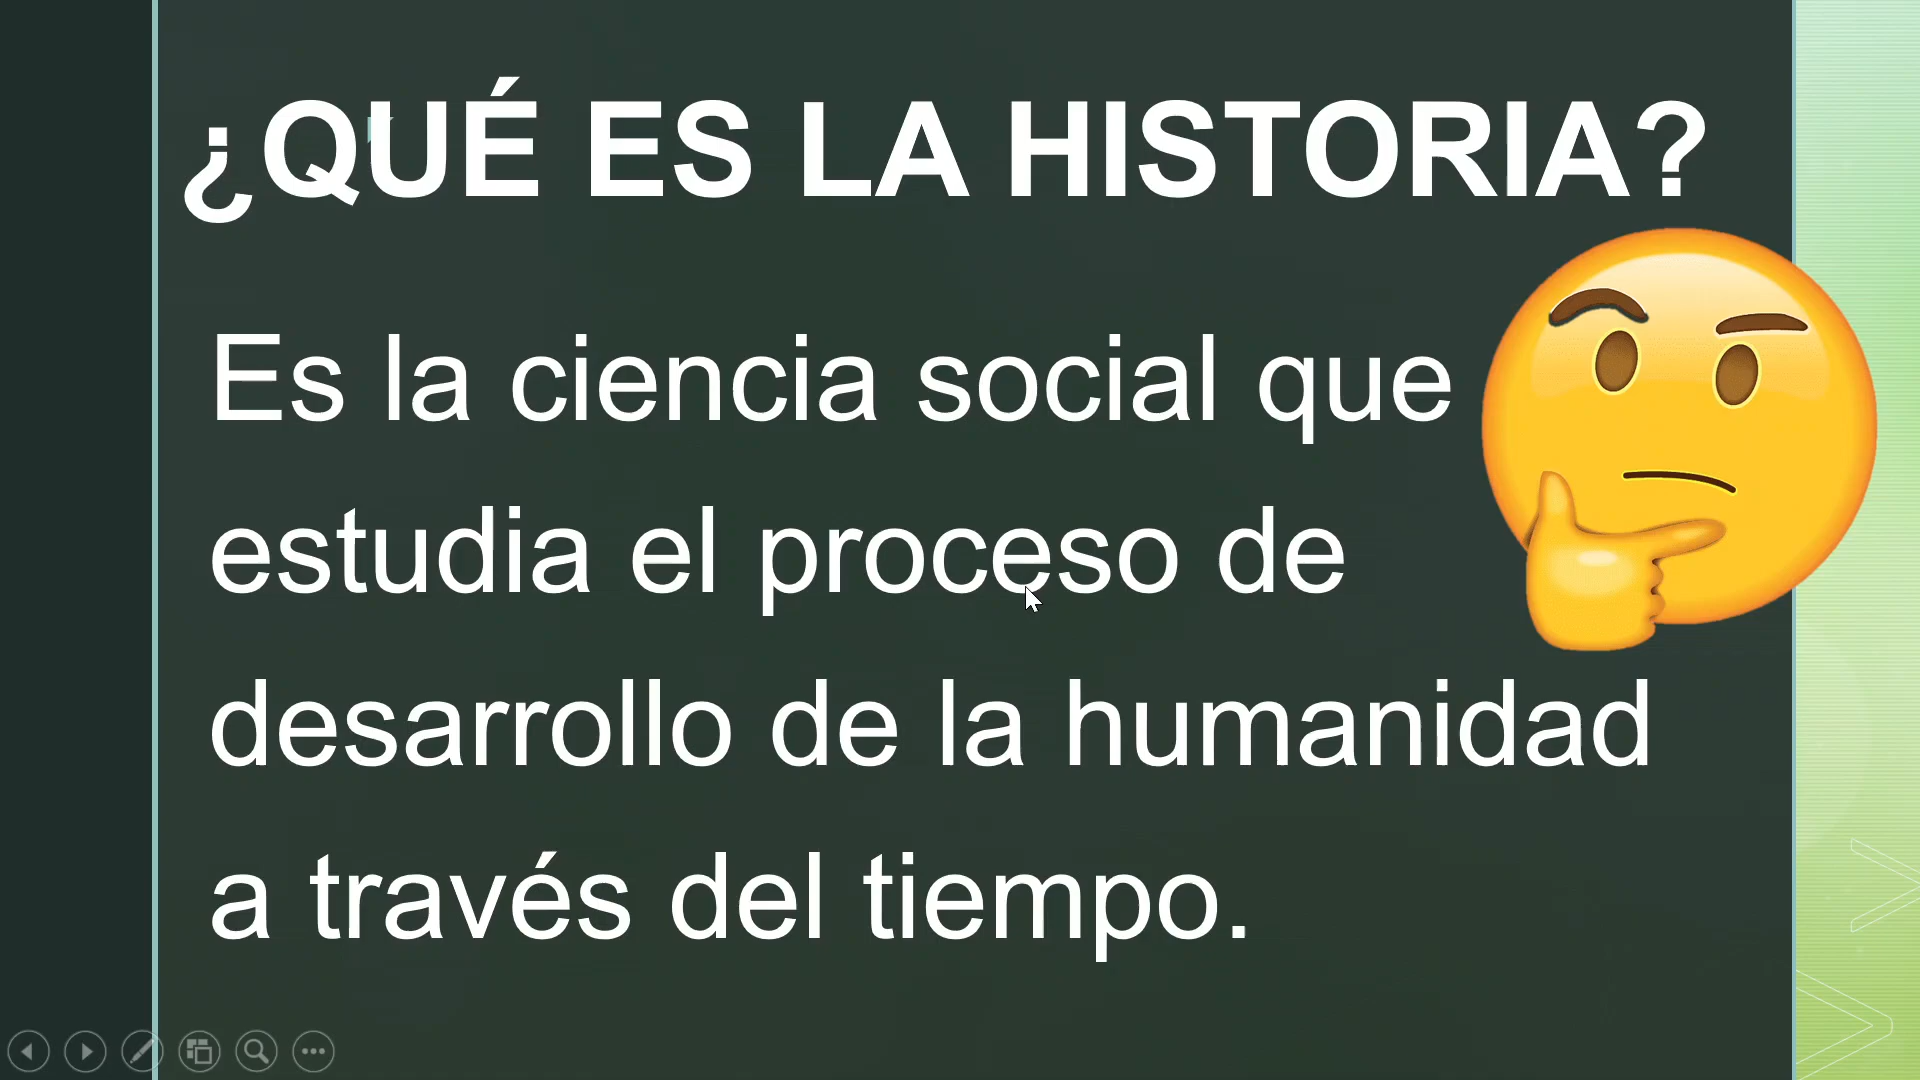 ¿QUÉ ES LA HISTORIA?
Es la ciencia social que
estudia el proceso de
desarrollo de la humanidad
a través del tiempo.